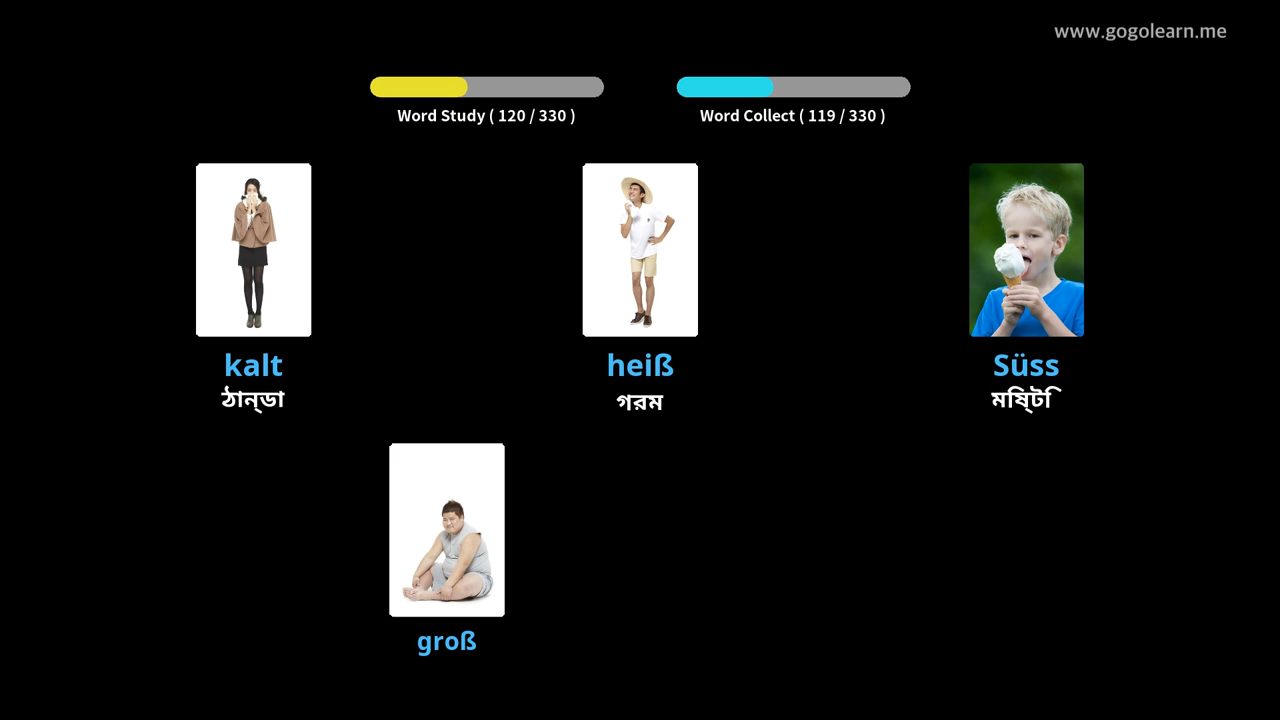 www.gogolearn.me
Word Study ( 120 / 330 )
Word Collect ( 119 / 330 )
kalt
ঠান্ডা
heiß
গরম
Süss
মিষ্টি
groß